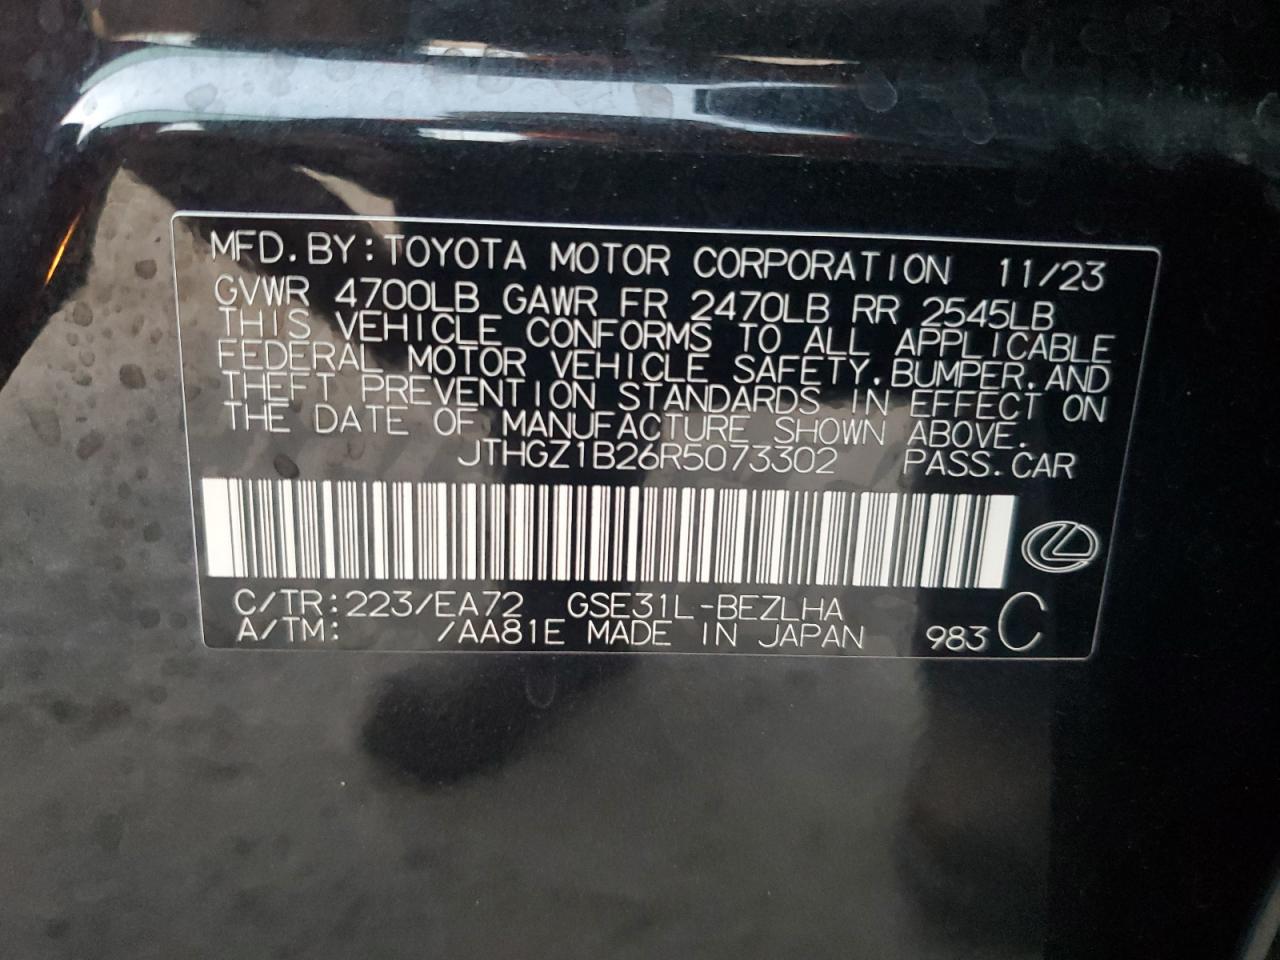 MFD. BY: TOYOTA MOTOR CORPORATION 11/23
GVWR 4700LB GAWR FR 2470LB RR 2545LB
THIS VEHICLE CONFORMS TO ALL APPLICABLE
FEDERAL MOTOR VEHICLE SAFETY, BUMPER, AND
THEFT PREVENTION STANDARDS IN EFFECT ON
THE DATE OF MANUFACTURE SHOWN ABOVE.
JTHGZ1B26R5073302 PASS. CAR
C/TR: 223/EA72 GSE31L-BEZLHA
A/TM: /AA81E MADE IN JAPAN 983 C